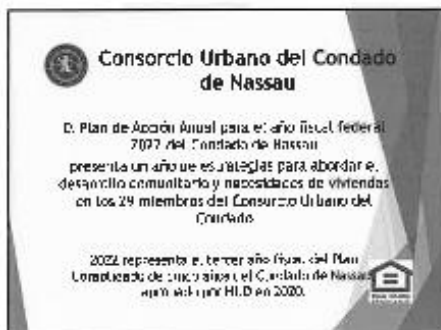 Consorcio Urbano del Condado
de Nassau
El Plan de Acción Anual para el año fiscal federal
2022 del Condado de Nassau
presenta un año de estrategias para abordar el
desarrollo comunitario y necesidades de viviendas
en los 29 miembros del Consorcio Urbano del
Condado
2022 representa el tercer año fiscal del Plan
Consolidado de cinco años del Condado de Nassau
aprobado por HUD en 2020.